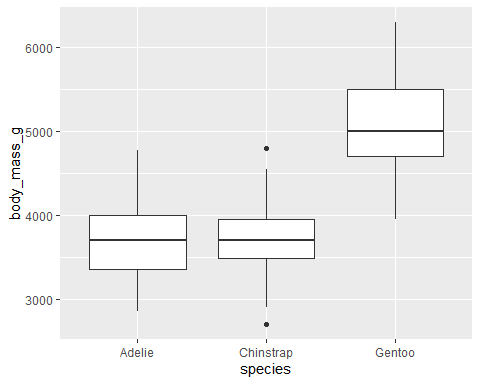 body_mass_g
6000
5000
4000
3000
Adelie
Chinstrap
Gentoo
species